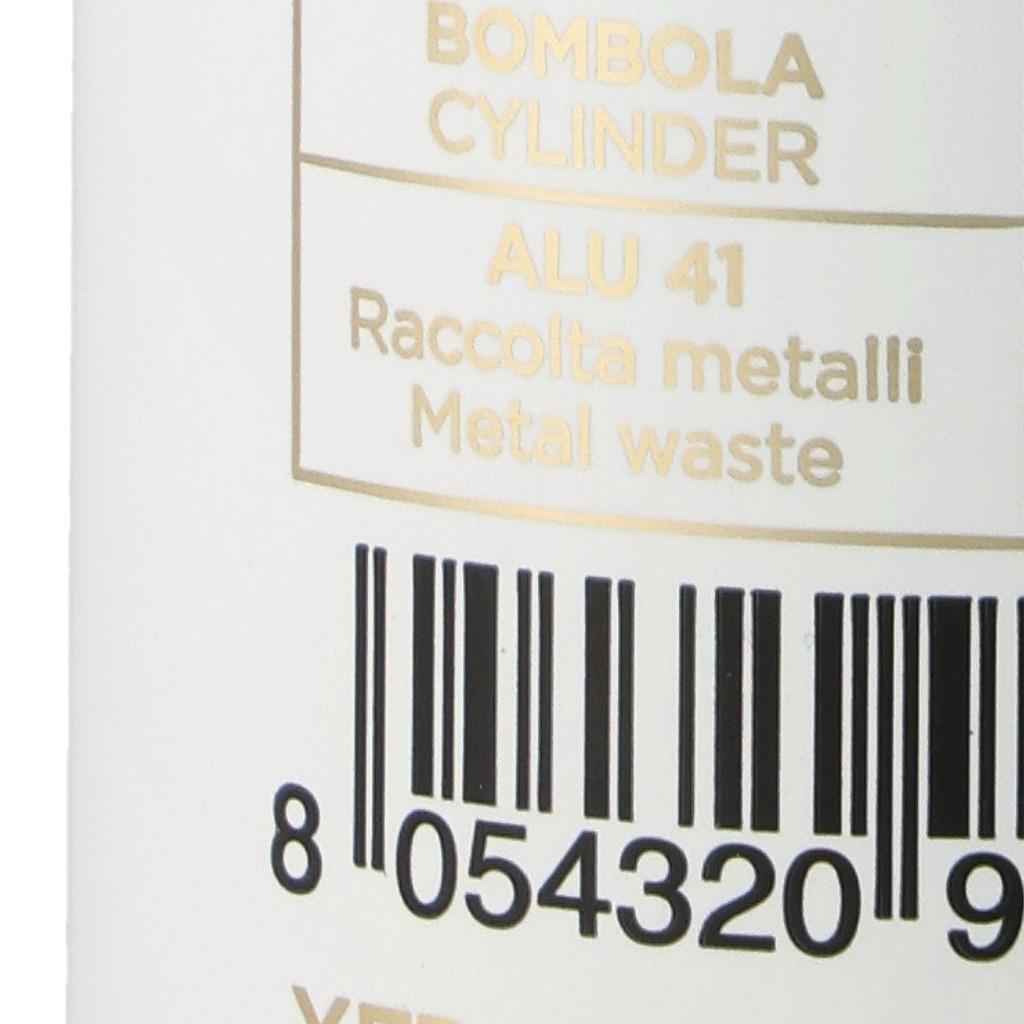 BOMBOLA
CYLINDER
ALU 41
Raccolta metalli
Metal waste
8 054320 9